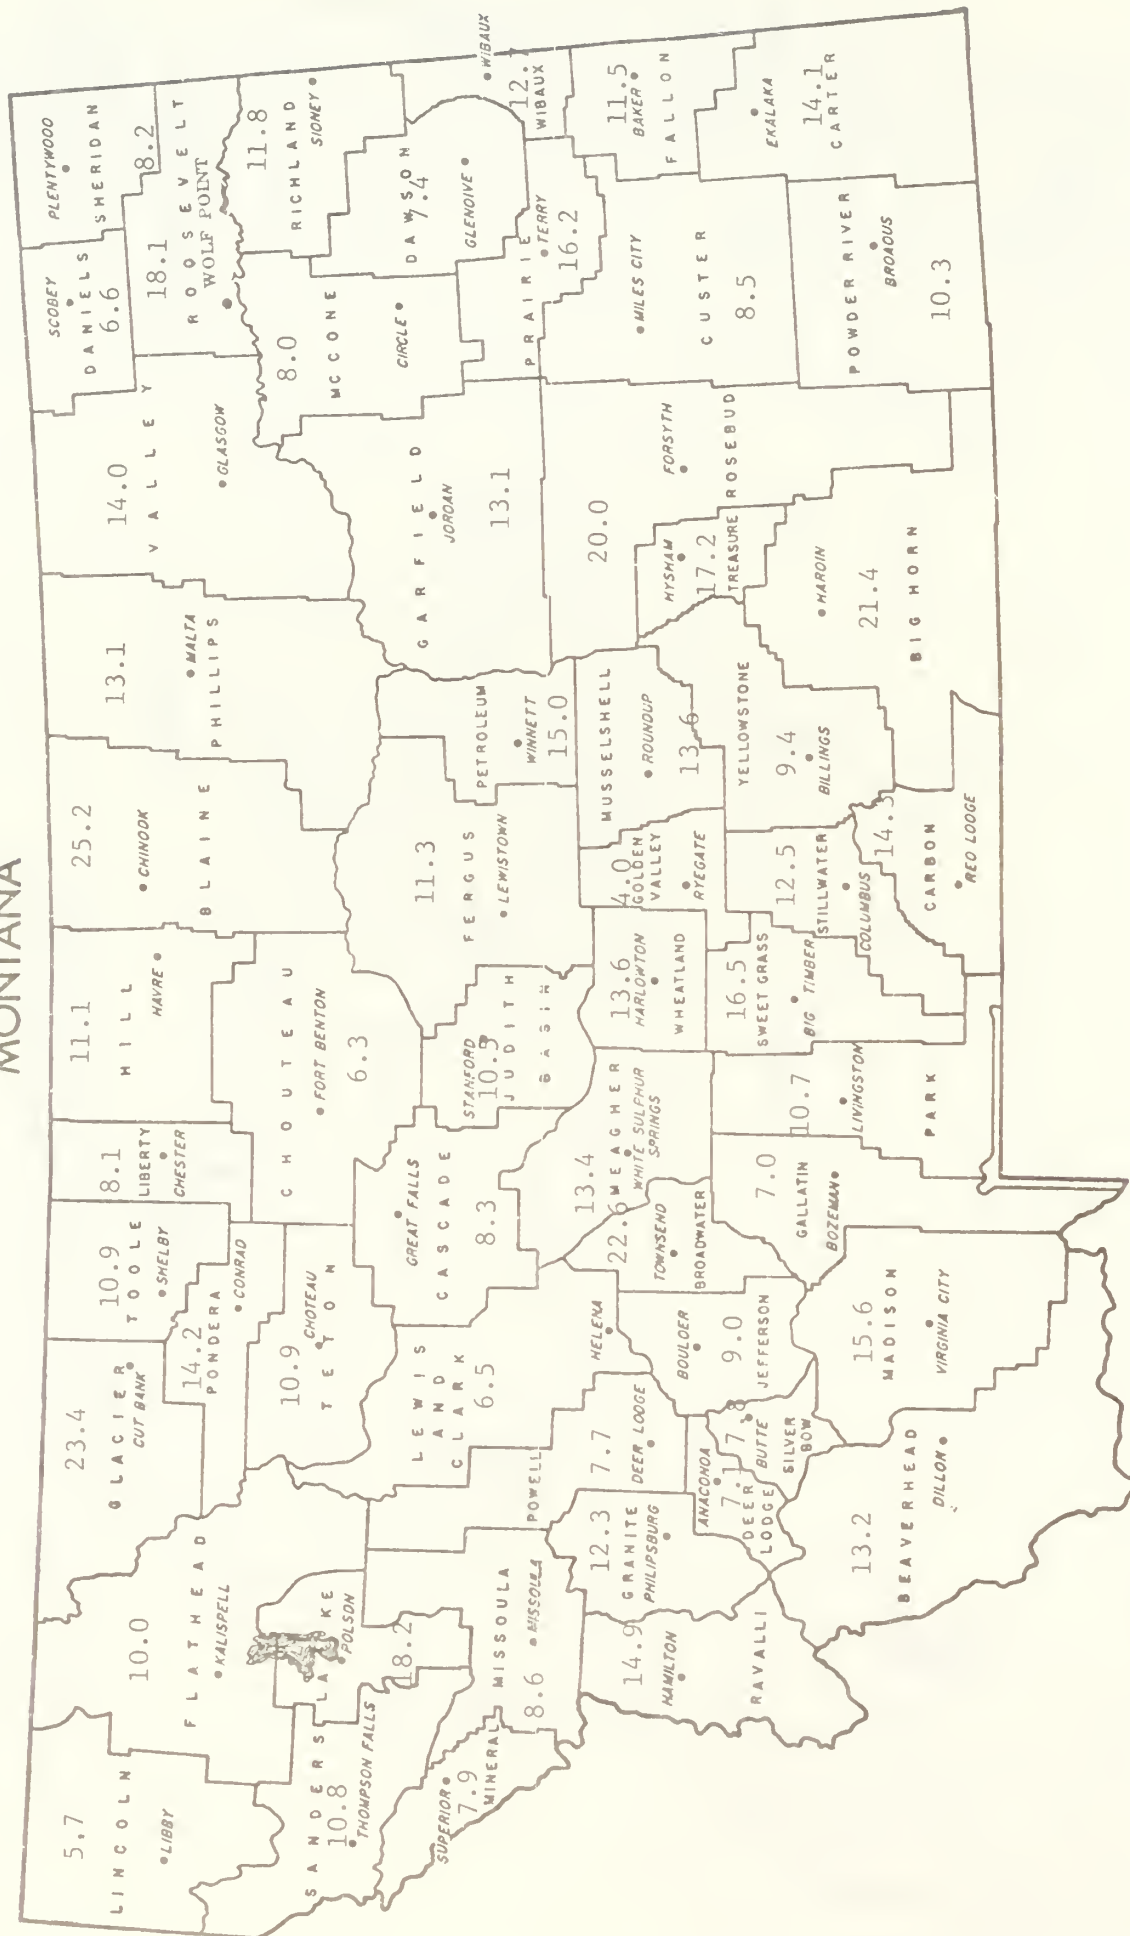 MONTANA
5.7
LINCOLN
LIBBY
10.0
FLATHEAD
KALISPELL
23.4
GLACIER
CUT BANK
10.9
TOOLE
SHELBY
8.1
LIBERTY
CHESTER
11.1
HILL
HAVRE
25.2
CHINOOK
BLAINE
13.1
MALTA
PHILLIPS
14.0
VALLEY
GLASGOW
SCOBEY
DANIELS
6.6
PLENTYWOOD
SHERIDAN
8.2
18.1
ROOSEVELT
WOLF POINT
14.2
PONDERA
CONRAD
10.9
CHOTEAU
TETON
CHOUTEAU
FORT BENTON
6.3
8.0
MCCONE
CIRCLE
11.8
RICHLAND
SIDNEY
SANDERS
10.8
THOMPSON FALLS
POLSON
18.2
LEWIS
AND
CLARK
6.5
HELENA
GREAT FALLS
CASCADE
8.3
STANFORD
10.5
JUDITH
BASIN
11.3
FERGUS
LEWISTOWN
PETROLEUM
WINNETT
15.0
GARFIELD
JORDAN
13.1
DAWSON
7.4
GLENDIVE
PRAIRIE
TERRY
16.2
WIBAUX
12.7
WIBAUX
SUPERIOR
7.9
MINERAL
MISSOULA
8.6
MISSOULA
POWELL
7.7
DEER LODGE
12.3
GRANITE
PHILIPSBURG
14.9
HAMILTON
RAVALLI
ANACONDA
7.1
DEER
LODGE
7.8
BUTTE
SILVER
BOW
BOULDER
9.0
JEFFERSON
22.6
TOWNSEND
BROADWATER
13.4
MEAGHER
WHITE SULPHUR
SPRINGS
13.6
HARLOWTON
WHEATLAND
4.0
GOLDEN
VALLEY
RYEGATE
MUSSELSHELL
ROUNDUP
13.6
20.0
FORSYTH
ROSEBUD
HYSHAM
17.2
TREASURE
MILES CITY
CUSTER
8.5
11.5
BAKER
FALLON
13.2
BEAVERHEAD
DILLON
15.6
MADISON
VIRGINIA CITY
7.0
GALLATIN
BOZEMAN
10.7
LIVINGSTON
PARK
16.5
SWEET GRASS
BIG TIMBER
12.5
STILLWATER
COLUMBUS
CARBON
RED LODGE
YELLOWSTONE
9.4
BILLINGS
HARDIN
21.4
BIG HORN
POWDER RIVER
BROADUS
10.3
EKALAKA
14.1
CARTER